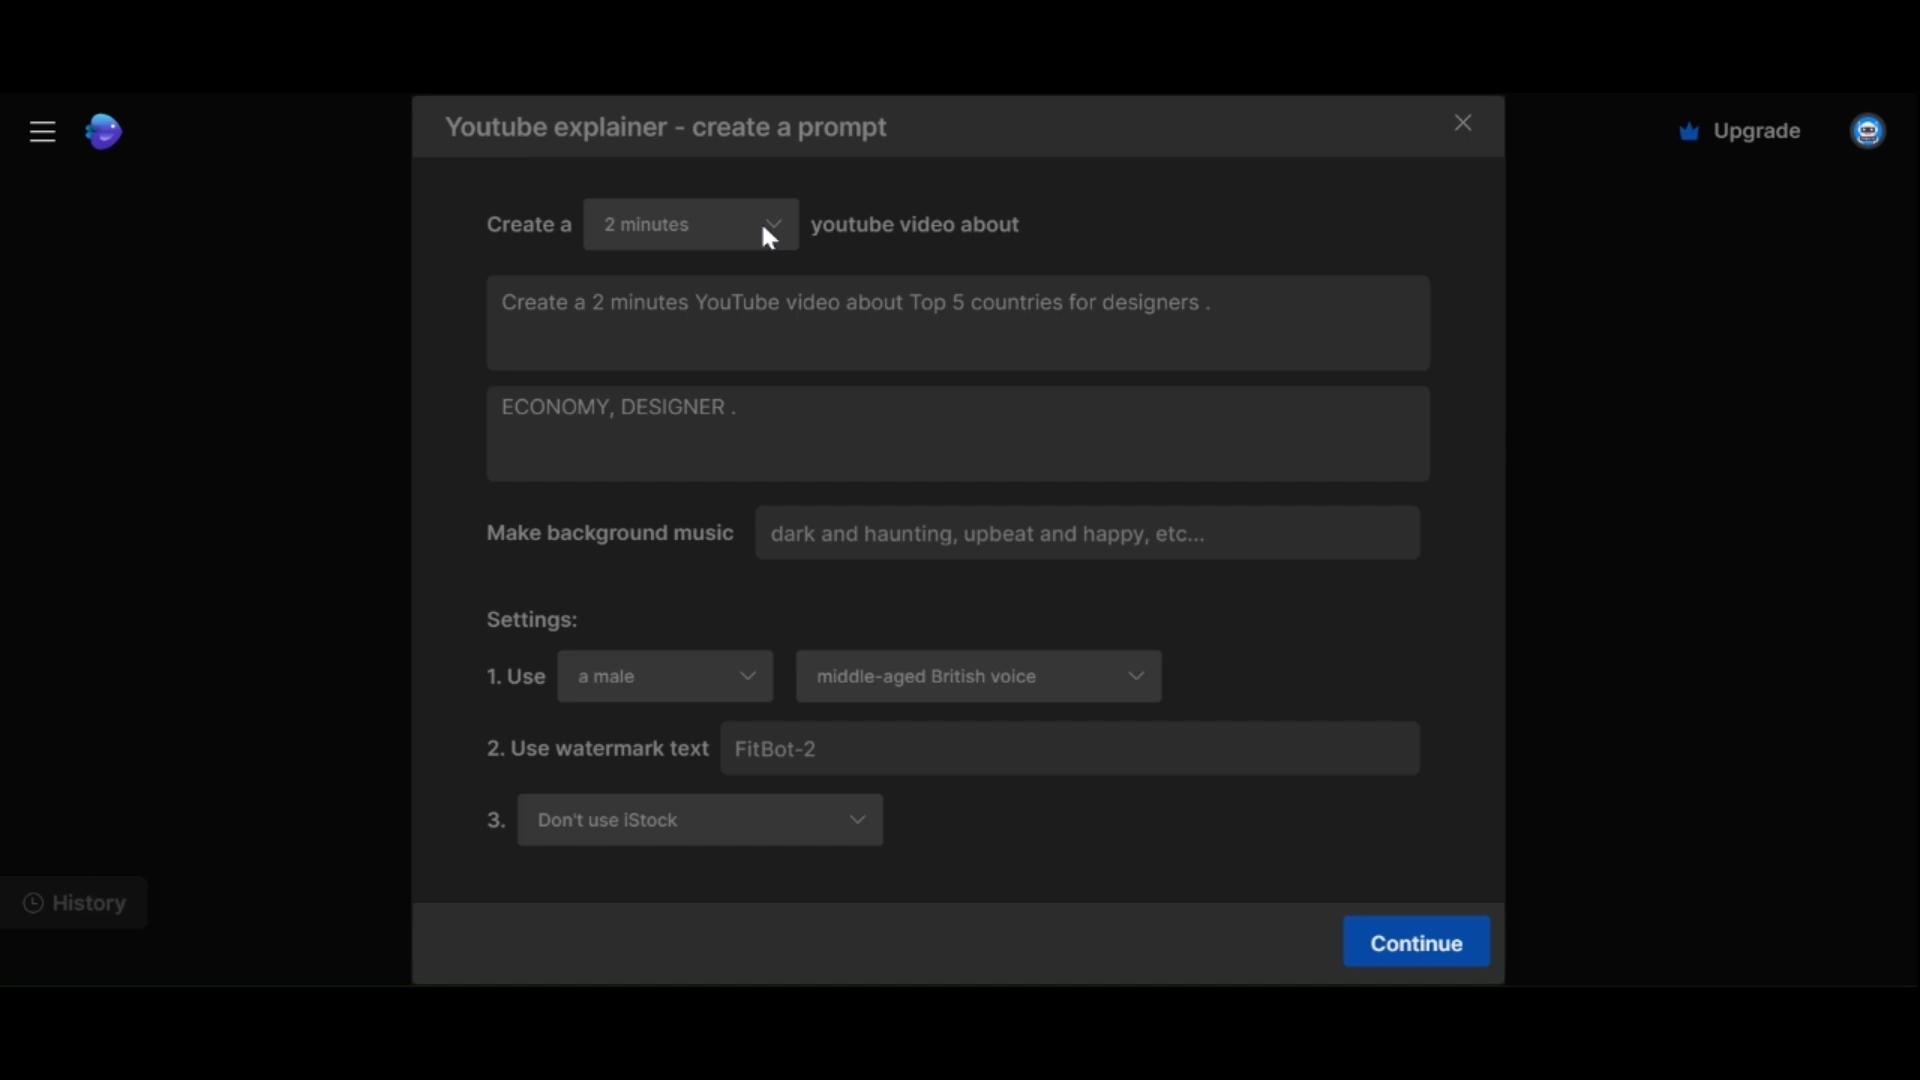 Youtube explainer - create a prompt
Upgrade
Create a 2 minutes youtube video about
Create a 2 minutes YouTube video about Top 5 countries for designers .
ECONOMY, DESIGNER .
Make background music dark and haunting, upbeat and happy, etc...
Settings:
1. Use a male middle-aged British voice
2. Use watermark text FitBot-2
3. Don't use iStock
History
Continue